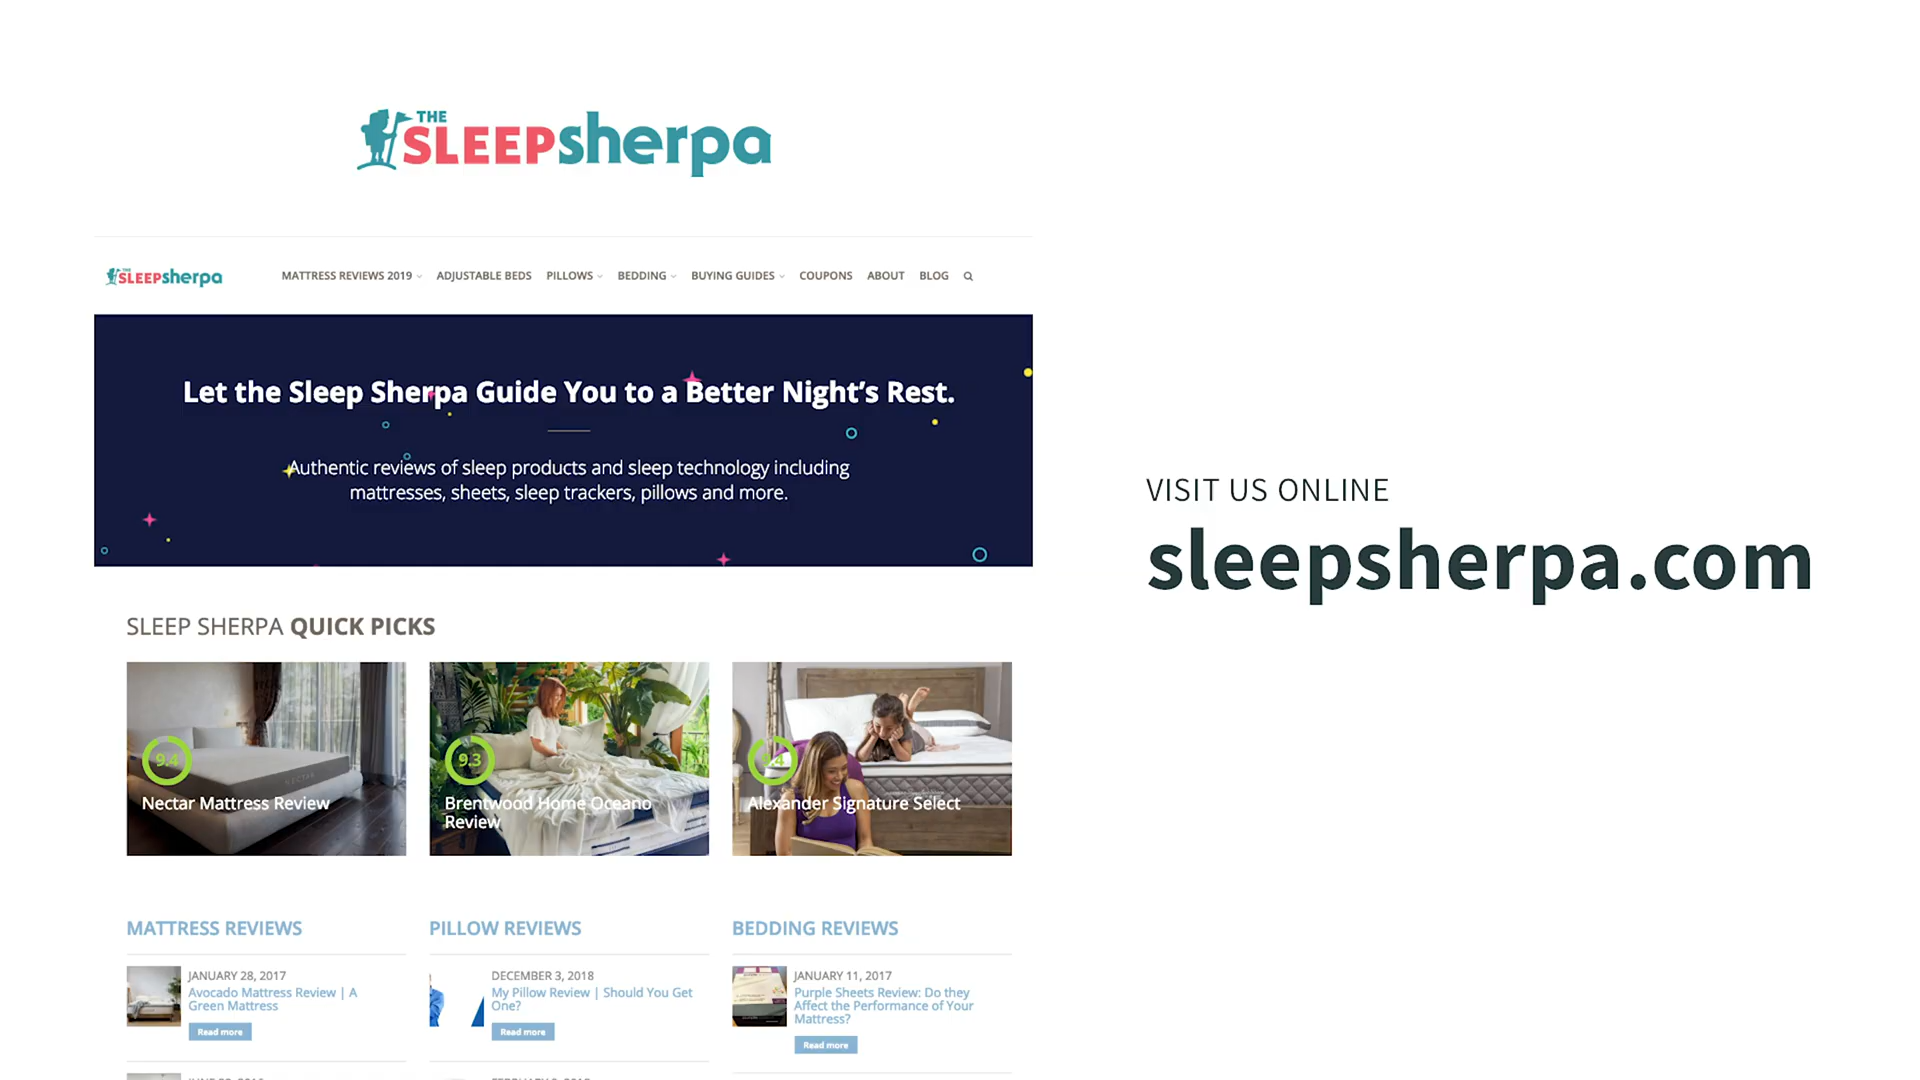 THE
SLEEPsherpa
THE
SLEEPsherpa
MATTRESS REVIEWS 2019 ADJUSTABLE BEDS PILLOWS BEDDING BUYING GUIDES COUPONS ABOUT BLOG
Let the Sleep Sherpa Guide You to a Better Night’s Rest.
Authentic reviews of sleep products and sleep technology including
mattresses, sheets, sleep trackers, pillows and more.
VISIT US ONLINE
sleepsherpa.com
SLEEP SHERPA QUICK PICKS
NECTAR
9.4
Nectar Mattress Review
9.3
Brentwood Home Oceano
Review
9.4
Alexander Signature Select
MATTRESS REVIEWS
JANUARY 28, 2017
Avocado Mattress Review | A
Green Mattress
Read more
PILLOW REVIEWS
DECEMBER 3, 2018
My Pillow Review | Should You Get
One?
Read more
BEDDING REVIEWS
JANUARY 11, 2017
Purple Sheets Review: Do they
Affect the Performance of Your
Mattress?
Read more